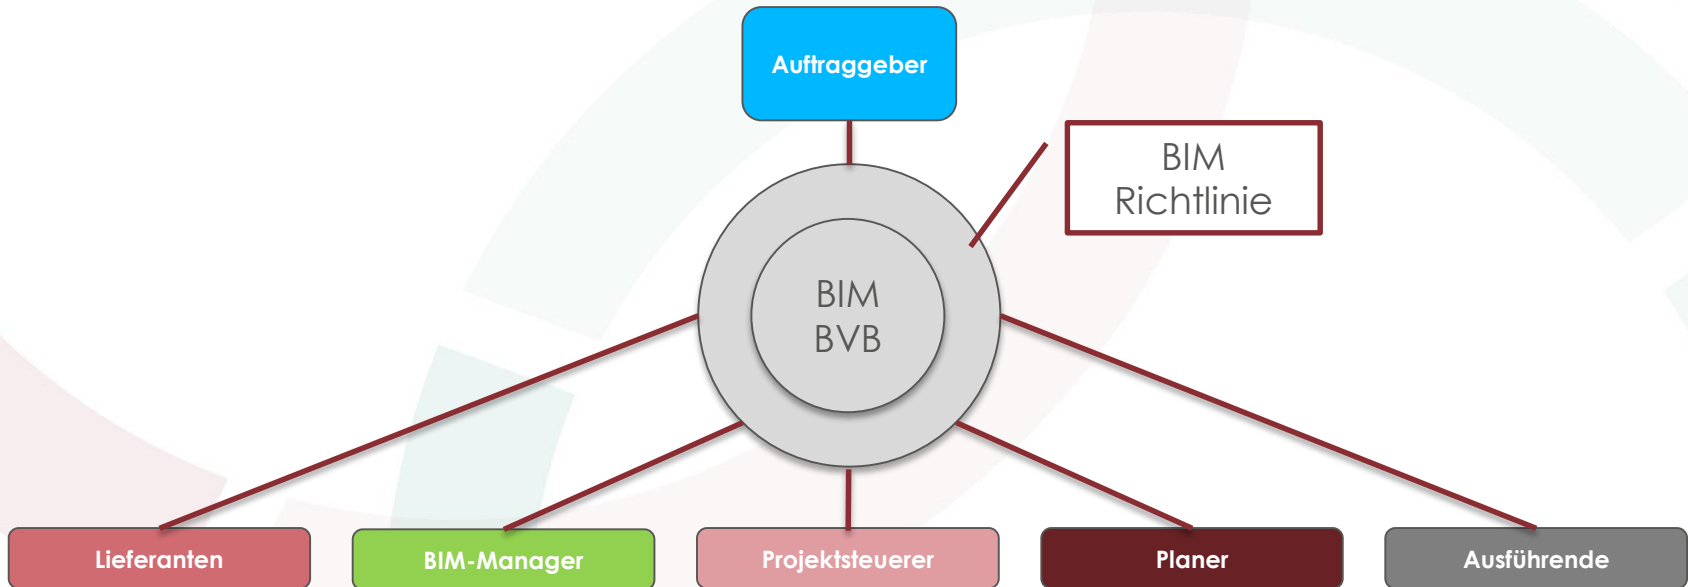 Auftraggeber
BIM
Richtlinie
BIM
BVB
Lieferanten
BIM-Manager
Projektsteuerer
Planer
Ausführende